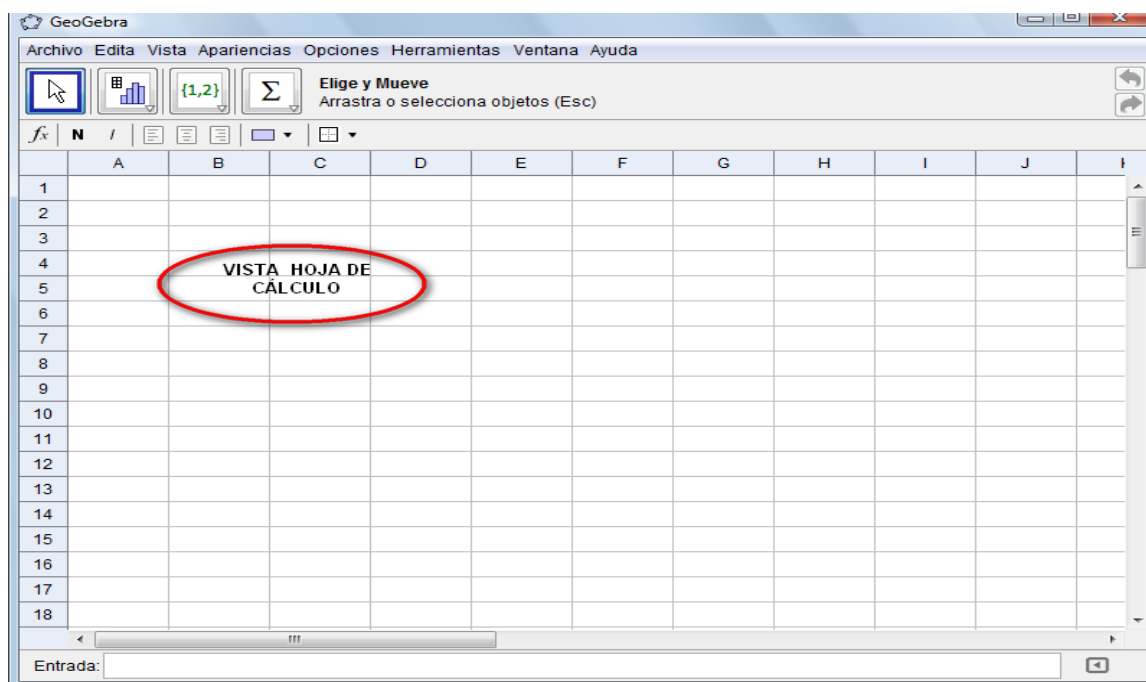 GeoGebra
Archivo Edita Vista Apariencias Opciones Herramientas Ventana Ayuda
{1,2} Σ Elige y Mueve
Arrastra o selecciona objetos (Esc)
fx N I
A B C D E F G H I J
1
2
3
4
VISTA HOJA DE
5
CÁLCULO
6
7
8
9
10
11
12
13
14
15
16
17
18
Entrada: